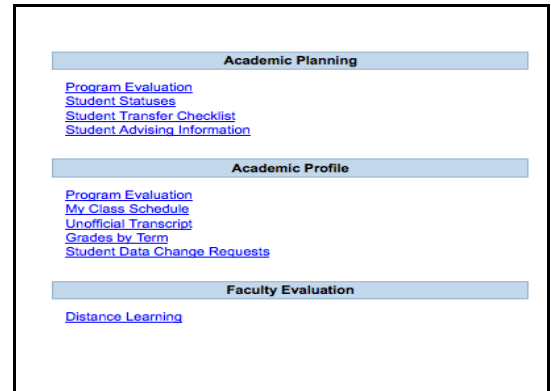 Academic Planning
Program Evaluation
Student Statuses
Student Transfer Checklist
Student Advising Information
Academic Profile
Program Evaluation
My Class Schedule
Unofficial Transcript
Grades by Term
Student Data Change Requests
Faculty Evaluation
Distance Learning